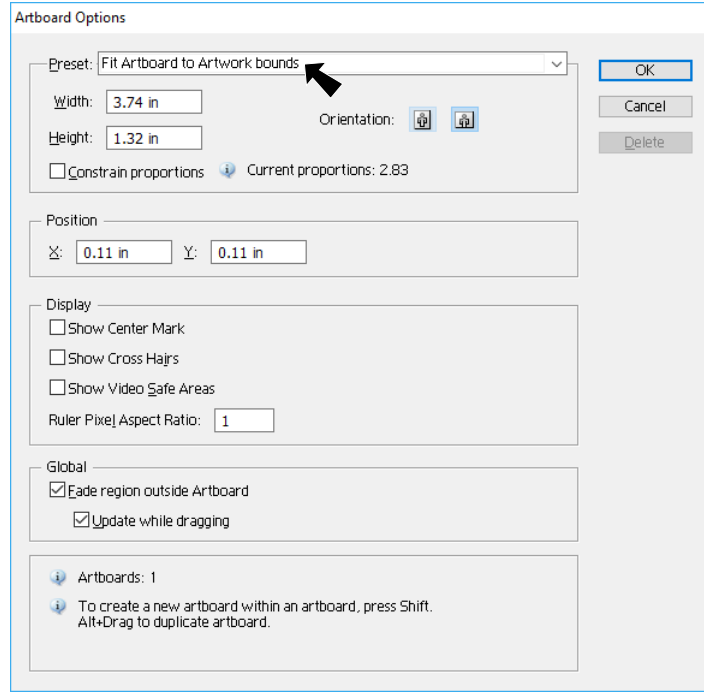 Artboard Options
Preset: Fit Artboard to Artwork bounds
OK
Width: 3.74 in
Orientation:
Cancel
Height: 1.32 in
Delete
Constrain proportions Current proportions: 2.83
Position
X: 0.11 in Y: 0.11 in
Display
Show Center Mark
Show Cross Hairs
Show Video Safe Areas
Ruler Pixel Aspect Ratio: 1
Global
Fade region outside Artboard
Update while dragging
Artboards: 1
To create a new artboard within an artboard, press Shift.
Alt+Drag to duplicate artboard.